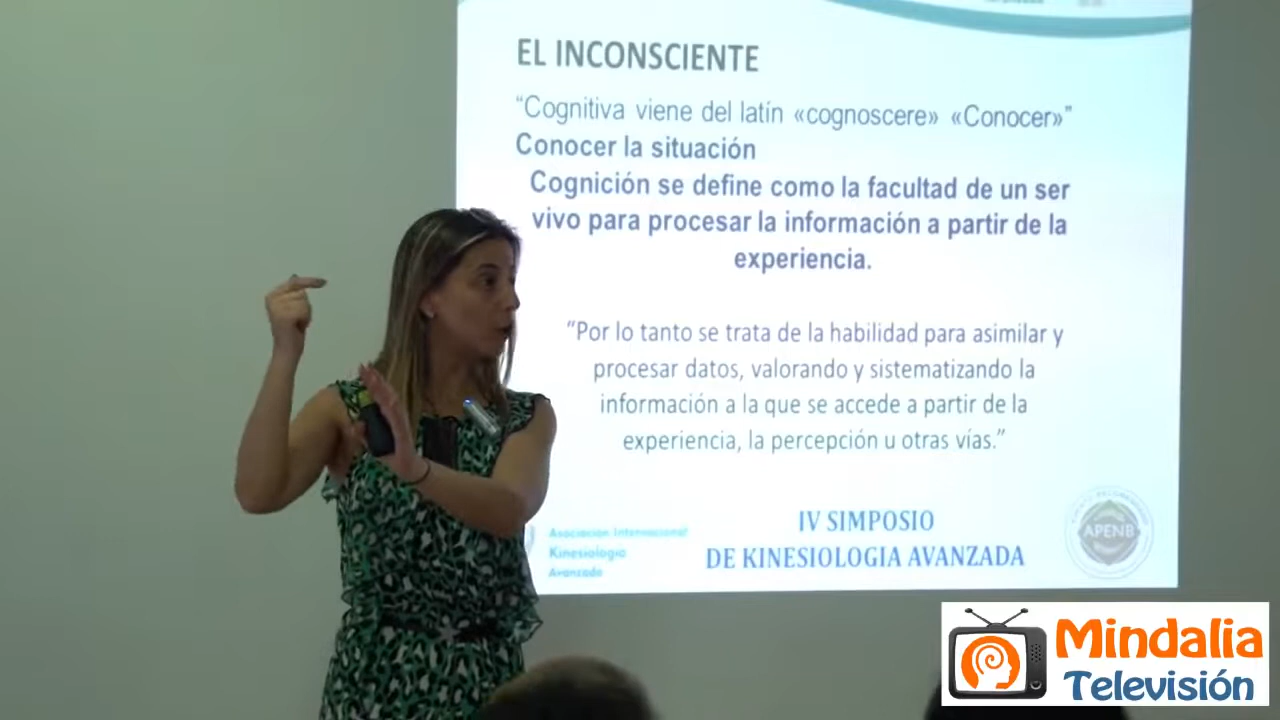 EL INCONSCIENTE
“Cognitiva viene del latín «cognoscere» «Conocer»”
Conocer la situación
Cognición se define como la facultad de un ser
vivo para procesar la información a partir de la
experiencia.
“Por lo tanto se trata de la habilidad para asimilar y
procesar datos, valorando y sistematizando la
información a la que se accede a partir de la
experiencia, la percepción u otras vías.”
IV SIMPOSIO
DE KINESIOLOGIA AVANZADA
Asociación Internacional
Kinesiología
Avanzada
APENB
Mindalia
Televisión